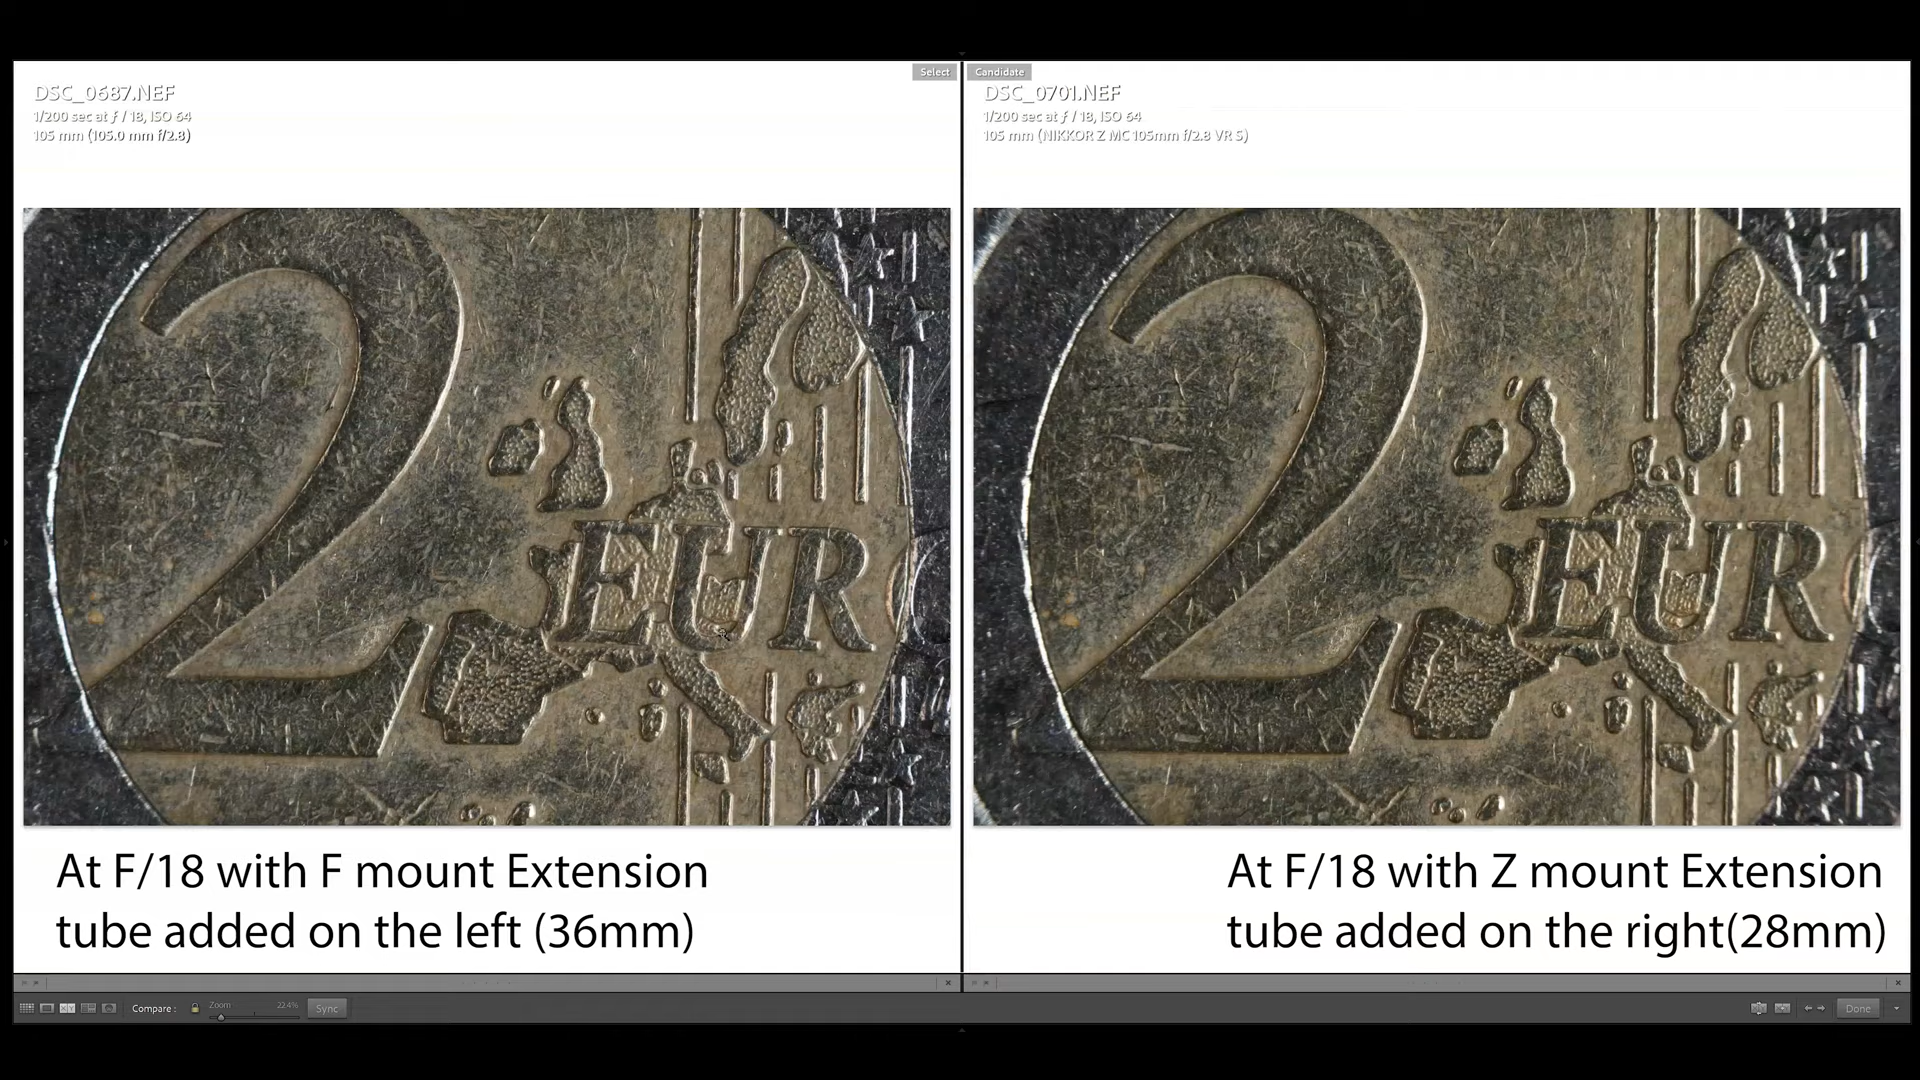 Select
DSC_0687.NEF
1/200 sec at ƒ / 18, ISO 64
105 mm (105.0 mm f/2.8)
Candidate
DSC_0701.NEF
1/200 sec at ƒ / 18, ISO 64
105 mm (NIKKOR Z MC 105mm f/2.8 VR S)
2
EUR
2
EUR
At F/18 with F mount Extension
tube added on the left (36mm)
At F/18 with Z mount Extension
tube added on the right(28mm)
Compare :
Zoom
22.4%
Sync
Done